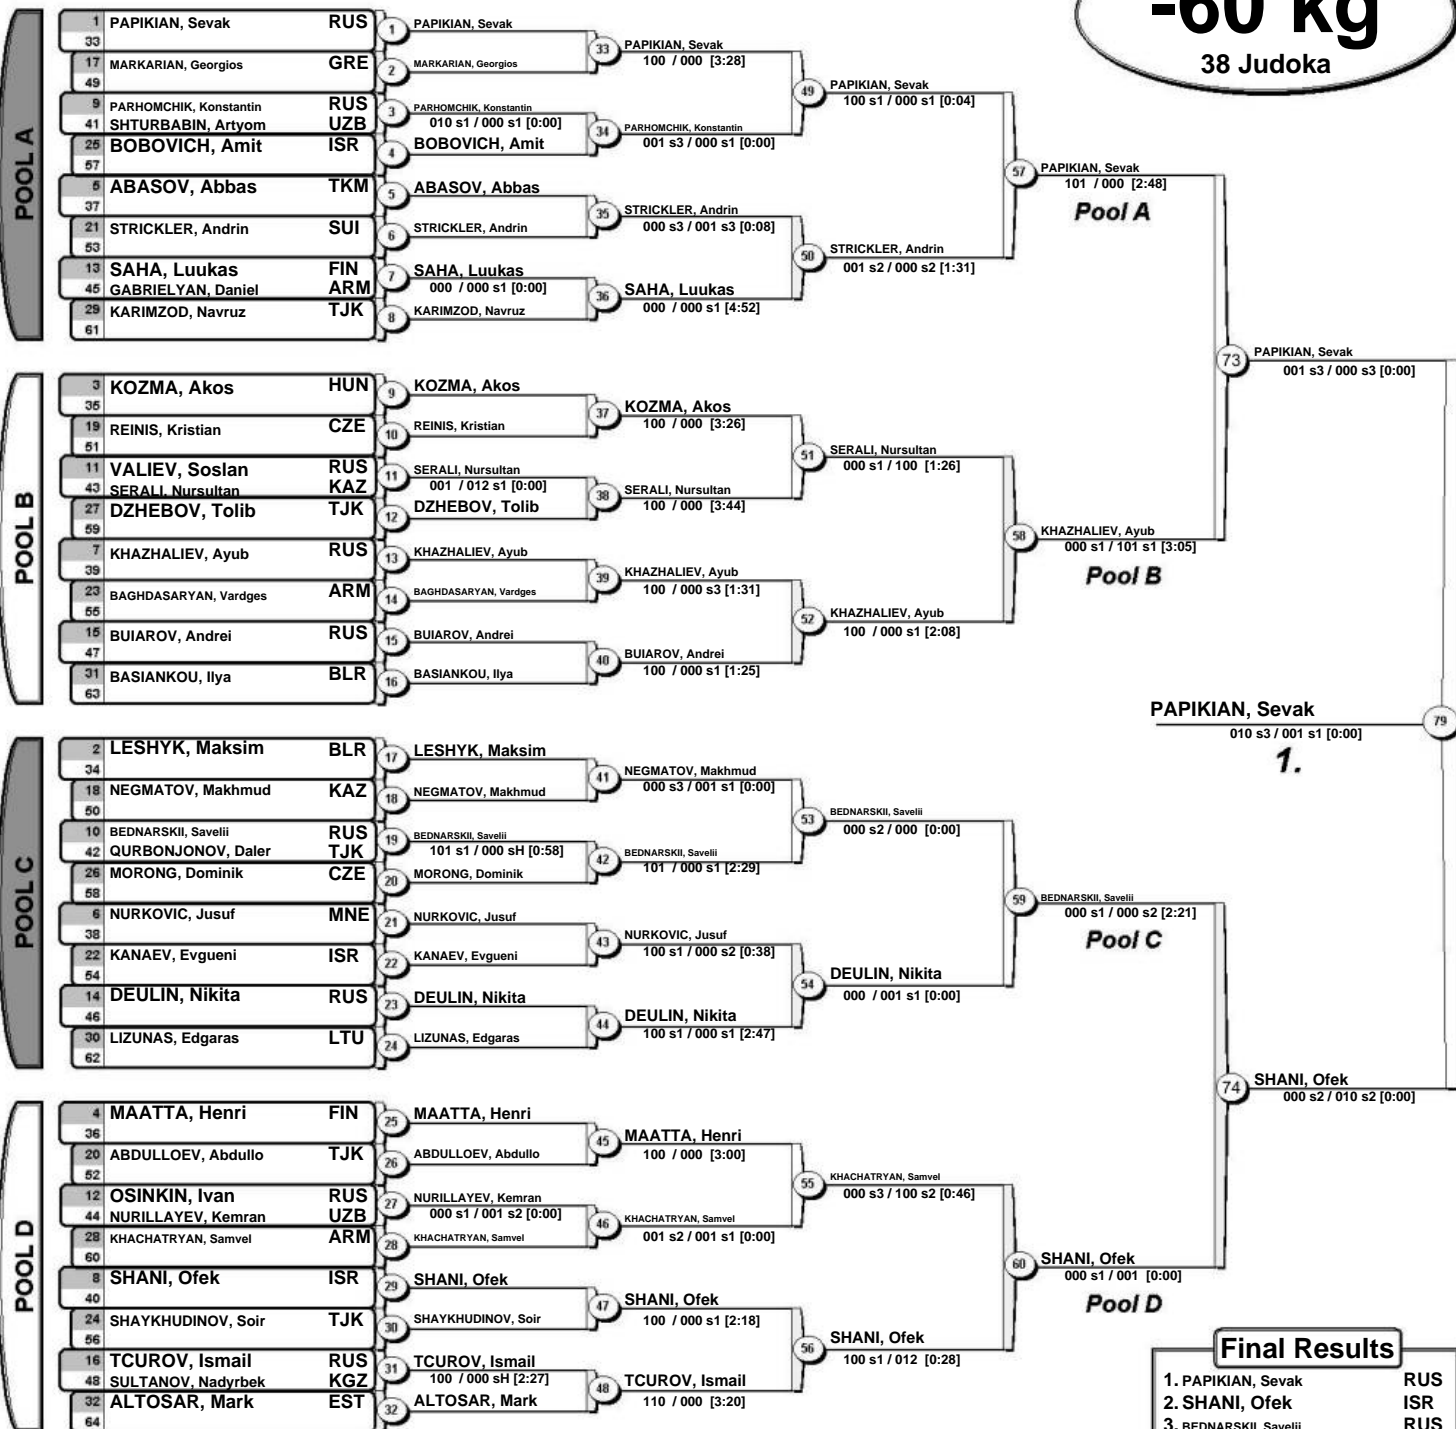 -60 kg
38 Judoka
POOL A
1 PAPIKIAN, Sevak RUS
33
17 MARKARIAN, Georgios GRE
49
9 PARHOMCHIK, Konstantin RUS
41 SHTURBABIN, Artyom UZB
25 BOBOVICH, Amit ISR
57
5 ABASOV, Abbas TKM
37
21 STRICKLER, Andrin SUI
53
13 SAHA, Luukas FIN
45 GABRIELYAN, Daniel ARM
29 KARIMZOD, Navruz TJK
61
1 PAPIKIAN, Sevak
2 MARKARIAN, Georgios
3 PARHOMCHIK, Konstantin
010 s1 / 000 s1 [0:00]
4 BOBOVICH, Amit
5 ABASOV, Abbas
6 STRICKLER, Andrin
7 SAHA, Luukas
000 / 000 s1 [0:00]
8 KARIMZOD, Navruz
33 PAPIKIAN, Sevak
100 / 000 [3:28]
34 PARHOMCHIK, Konstantin
001 s3 / 000 s1 [0:00]
35 STRICKLER, Andrin
000 s3 / 001 s3 [0:08]
36 SAHA, Luukas
000 / 000 s1 [4:52]
49 PAPIKIAN, Sevak
100 s1 / 000 s1 [0:04]
50 STRICKLER, Andrin
001 s2 / 000 s2 [1:31]
57 PAPIKIAN, Sevak
101 / 000 [2:48]
Pool A
POOL B
3 KOZMA, Akos HUN
35
19 REINIS, Kristian CZE
51
11 VALIEV, Soslan RUS
43 SERALI, Nursultan KAZ
27 DZHEBOV, Tolib TJK
59
7 KHAZHALIEV, Ayub RUS
39
23 BAGHDASARYAN, Vardges ARM
55
15 BUIAROV, Andrei RUS
47
31 BASIANKOU, Ilya BLR
63
9 KOZMA, Akos
10 REINIS, Kristian
11 SERALI, Nursultan
001 / 012 s1 [0:00]
12 DZHEBOV, Tolib
13 KHAZHALIEV, Ayub
14 BAGHDASARYAN, Vardges
15 BUIAROV, Andrei
16 BASIANKOU, Ilya
37 KOZMA, Akos
100 / 000 [3:26]
38 SERALI, Nursultan
100 / 000 [3:44]
39 KHAZHALIEV, Ayub
100 / 000 s3 [1:31]
40 BUIAROV, Andrei
100 / 000 s1 [1:25]
51 SERALI, Nursultan
000 s1 / 100 [1:26]
52 KHAZHALIEV, Ayub
100 / 000 s1 [2:08]
58 KHAZHALIEV, Ayub
000 s1 / 101 s1 [3:05]
Pool B
73 PAPIKIAN, Sevak
001 s3 / 000 s3 [0:00]
PAPIKIAN, Sevak 79
010 s3 / 001 s1 [0:00]
1.
POOL C
2 LESHYK, Maksim BLR
34
18 NEGMATOV, Makhmud KAZ
50
10 BEDNARSKII, Savelii RUS
42 QURBONJONOV, Daler TJK
26 MORONG, Dominik CZE
58
6 NURKOVIC, Jusuf MNE
38
22 KANAEV, Evgueni ISR
54
14 DEULIN, Nikita RUS
46
30 LIZUNAS, Edgaras LTU
62
17 LESHYK, Maksim
18 NEGMATOV, Makhmud
19 BEDNARSKII, Savelii
101 s1 / 000 sH [0:58]
20 MORONG, Dominik
21 NURKOVIC, Jusuf
22 KANAEV, Evgueni
23 DEULIN, Nikita
24 LIZUNAS, Edgaras
41 NEGMATOV, Makhmud
000 s3 / 001 s1 [0:00]
42 BEDNARSKII, Savelii
101 / 000 s1 [2:29]
43 NURKOVIC, Jusuf
100 s1 / 000 s2 [0:38]
44 DEULIN, Nikita
100 s1 / 000 s1 [2:47]
53 BEDNARSKII, Savelii
000 s2 / 000 [0:00]
54 DEULIN, Nikita
000 / 001 s1 [0:00]
59 BEDNARSKII, Savelii
000 s1 / 000 s2 [2:21]
Pool C
POOL D
4 MAATTA, Henri FIN
36
20 ABDULLOEV, Abdullo TJK
52
12 OSINKIN, Ivan RUS
44 NURILLAYEV, Kemran UZB
28 KHACHATRYAN, Samvel ARM
60
8 SHANI, Ofek ISR
40
24 SHAYKHUDINOV, Soir TJK
56
16 TCUROV, Ismail RUS
48 SULTANOV, Nadyrbek KGZ
32 ALTOSAR, Mark EST
64
25 MAATTA, Henri
26 ABDULLOEV, Abdullo
27 NURILLAYEV, Kemran
000 s1 / 001 s2 [0:00]
28 KHACHATRYAN, Samvel
29 SHANI, Ofek
30 SHAYKHUDINOV, Soir
31 TCUROV, Ismail
100 / 000 sH [2:27]
32 ALTOSAR, Mark
45 MAATTA, Henri
100 / 000 [3:00]
46 KHACHATRYAN, Samvel
001 s2 / 001 s1 [0:00]
47 SHANI, Ofek
100 / 000 s1 [2:18]
48 TCUROV, Ismail
110 / 000 [3:20]
55 KHACHATRYAN, Samvel
000 s3 / 100 s2 [0:46]
56 SHANI, Ofek
100 s1 / 012 [0:28]
60 SHANI, Ofek
000 s1 / 001 [0:00]
Pool D
74 SHANI, Ofek
000 s2 / 010 s2 [0:00]
Final Results
1. PAPIKIAN, Sevak RUS
2. SHANI, Ofek ISR
3. BEDNARSKII, Savelii RUS